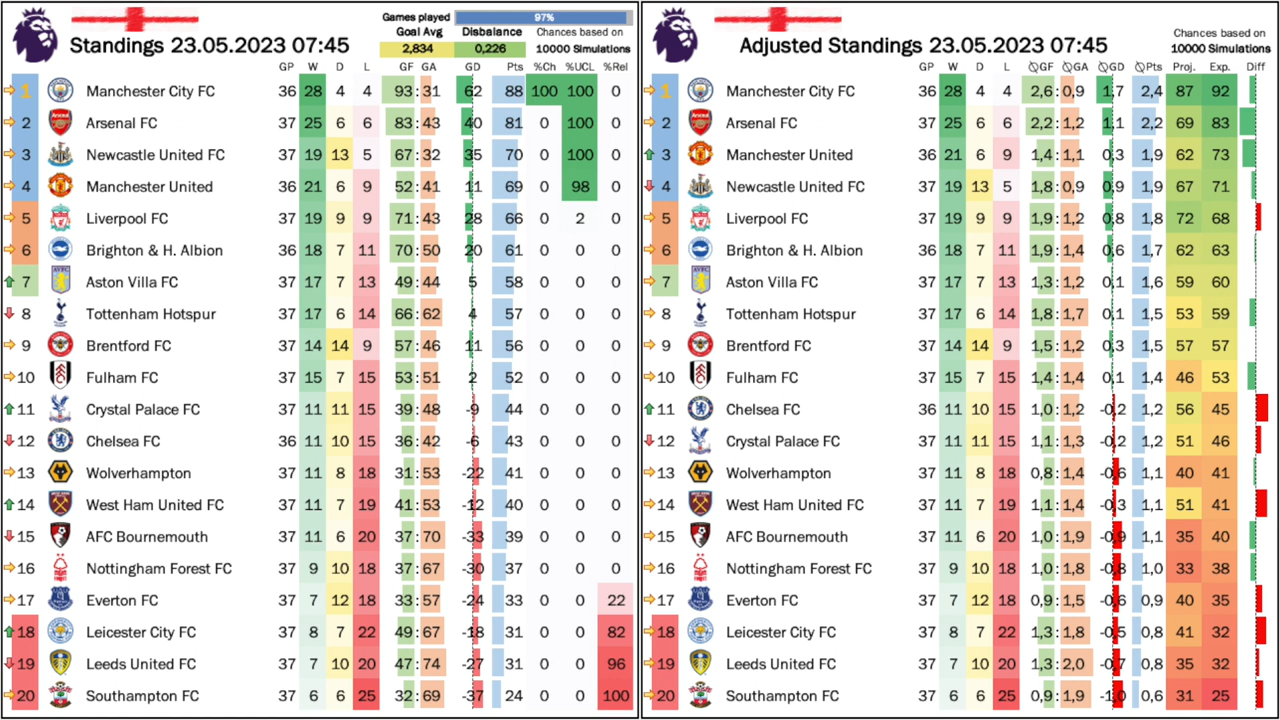 Games played 97%
Goal Avg Disbalance Chances based on
Standings 23.05.2023 07:45 2,834 0,226 10000 Simulations
GP W D L GF GA GD Pts %Ch %UCL %Rel
1 Manchester City FC 36 28 4 4 93 : 31 62 88 100 100 0
2 Arsenal FC 37 25 6 6 83 : 43 40 81 0 100 0
3 Newcastle United FC 37 19 13 5 67 : 32 35 70 0 100 0
4 Manchester United 36 21 6 9 52 : 41 11 69 0 98 0
5 Liverpool FC 37 19 9 9 71 : 43 28 66 0 2 0
6 Brighton & H. Albion 36 18 7 11 70 : 50 20 61 0 0 0
7 Aston Villa FC 37 17 7 13 49 : 44 5 58 0 0 0
8 Tottenham Hotspur 37 17 6 14 66 : 62 4 57 0 0 0
9 Brentford FC 37 14 14 9 57 : 46 11 56 0 0 0
10 Fulham FC 37 15 7 15 53 : 51 2 52 0 0 0
11 Crystal Palace FC 37 11 11 15 39 : 48 -9 44 0 0 0
12 Chelsea FC 36 11 10 15 36 : 42 -6 43 0 0 0
13 Wolverhampton 37 11 8 18 31 : 53 -22 41 0 0 0
14 West Ham United FC 37 11 7 19 41 : 53 -12 40 0 0 0
15 AFC Bournemouth 37 11 6 20 37 : 70 -33 39 0 0 0
16 Nottingham Forest FC 37 9 10 18 37 : 67 -30 37 0 0 0
17 Everton FC 37 7 12 18 33 : 57 -24 33 0 0 22
18 Leicester City FC 37 8 7 22 49 : 67 -18 31 0 0 82
19 Leeds United FC 37 7 10 20 47 : 74 -27 31 0 0 96
20 Southampton FC 37 6 6 25 32 : 69 -37 24 0 0 100
Chances based on
Adjusted Standings 23.05.2023 07:45 10000 Simulations
GP W D L ∅GF ∅GA ∅GD ∅Pts Proj. Exp. Diff
1 Manchester City FC 36 28 4 4 2,6 : 0,9 1,7 2,4 87 92
2 Arsenal FC 37 25 6 6 2,2 : 1,2 1,1 2,2 69 83
3 Manchester United 36 21 6 9 1,4 : 1,1 0,3 1,9 62 73
4 Newcastle United FC 37 19 13 5 1,8 : 0,9 0,9 1,9 67 71
5 Liverpool FC 37 19 9 9 1,9 : 1,2 0,8 1,8 72 68
6 Brighton & H. Albion 36 18 7 11 1,9 : 1,4 0,6 1,7 62 63
7 Aston Villa FC 37 17 7 13 1,3 : 1,2 0,1 1,6 59 60
8 Tottenham Hotspur 37 17 6 14 1,8 : 1,7 0,1 1,5 53 59
9 Brentford FC 37 14 14 9 1,5 : 1,2 0,3 1,5 57 57
10 Fulham FC 37 15 7 15 1,4 : 1,4 0,1 1,4 46 53
11 Chelsea FC 36 11 10 15 1,0 : 1,2 -0,2 1,2 56 45
12 Crystal Palace FC 37 11 11 15 1,1 : 1,3 -0,2 1,2 51 46
13 Wolverhampton 37 11 8 18 0,8 : 1,4 -0,6 1,1 40 41
14 West Ham United FC 37 11 7 19 1,1 : 1,4 -0,3 1,1 51 41
15 AFC Bournemouth 37 11 6 20 1,0 : 1,9 -0,9 1,1 35 40
16 Nottingham Forest FC 37 9 10 18 1,0 : 1,8 -0,8 1,0 33 38
17 Everton FC 37 7 12 18 0,9 : 1,5 -0,6 0,9 40 35
18 Leicester City FC 37 8 7 22 1,3 : 1,8 -0,5 0,8 41 32
19 Leeds United FC 37 7 10 20 1,3 : 2,0 -0,7 0,8 35 32
20 Southampton FC 37 6 6 25 0,9 : 1,9 -1,0 0,6 31 25